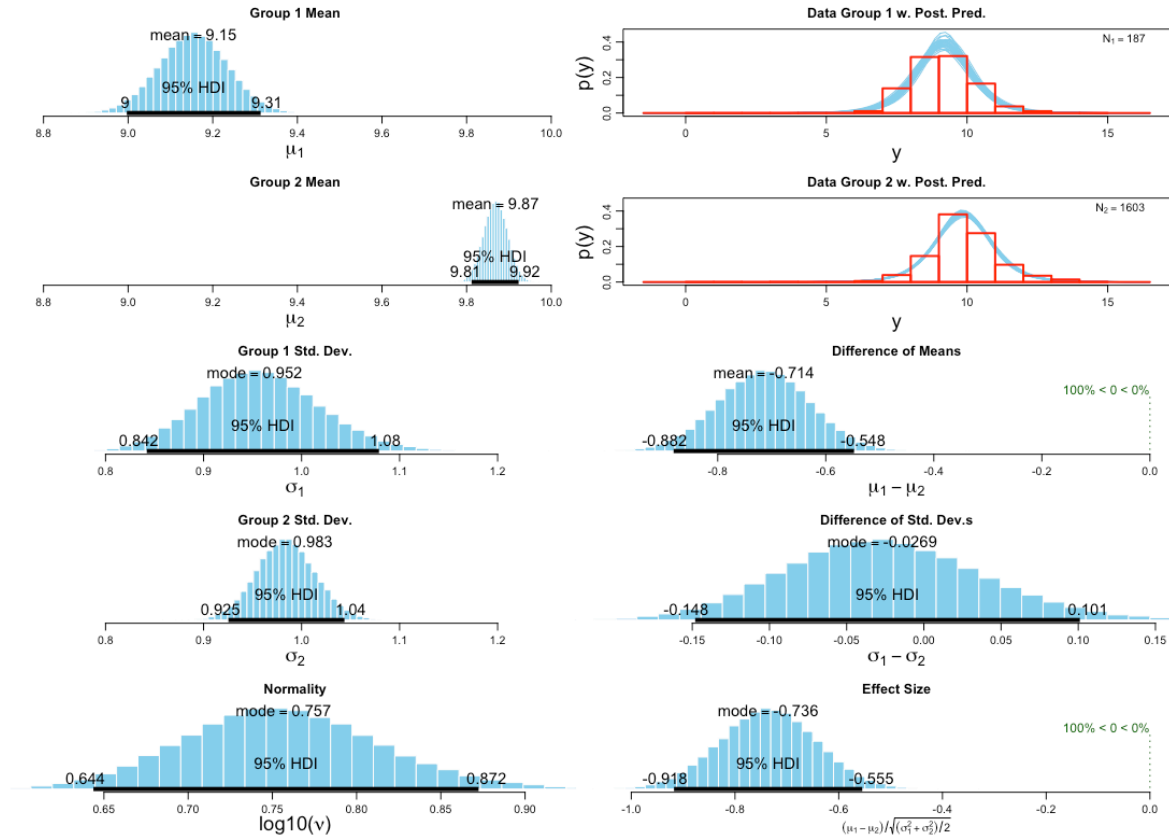 Group 1 Mean
mean = 9.15
95% HDI
9 9.31
8.8 9.0 9.2 9.4 9.6 9.8 10.0
μ1
Data Group 1 w. Post. Pred.
N1 = 187
p(y)
0.0 0.2 0.4
0 5 10 15
y
Group 2 Mean
mean = 9.87
95% HDI
9.81 9.92
8.8 9.0 9.2 9.4 9.6 9.8 10.0
μ2
Data Group 2 w. Post. Pred.
N2 = 1603
p(y)
0.0 0.2 0.4
0 5 10 15
y
Group 1 Std. Dev.
mode = 0.952
95% HDI
0.842 1.08
0.8 0.9 1.0 1.1 1.2
σ1
Difference of Means
mean = -0.714
100% < 0 < 0%
95% HDI
-0.882 -0.548
-0.8 -0.6 -0.4 -0.2 0.0
μ1 − μ2
Group 2 Std. Dev.
mode = 0.983
95% HDI
0.925 1.04
0.8 0.9 1.0 1.1 1.2
σ2
Difference of Std. Dev.s
mode = -0.0269
95% HDI
-0.148 0.101
-0.15 -0.10 -0.05 0.00 0.05 0.10 0.15
σ1 − σ2
Normality
mode = 0.757
95% HDI
0.644 0.872
0.65 0.70 0.75 0.80 0.85 0.90
log10(ν)
Effect Size
mode = -0.736
100% < 0 < 0%
95% HDI
-0.918 -0.555
-1.0 -0.8 -0.6 -0.4 -0.2 0.0
(μ1 − μ2)/√(σ1² + σ2²)/2